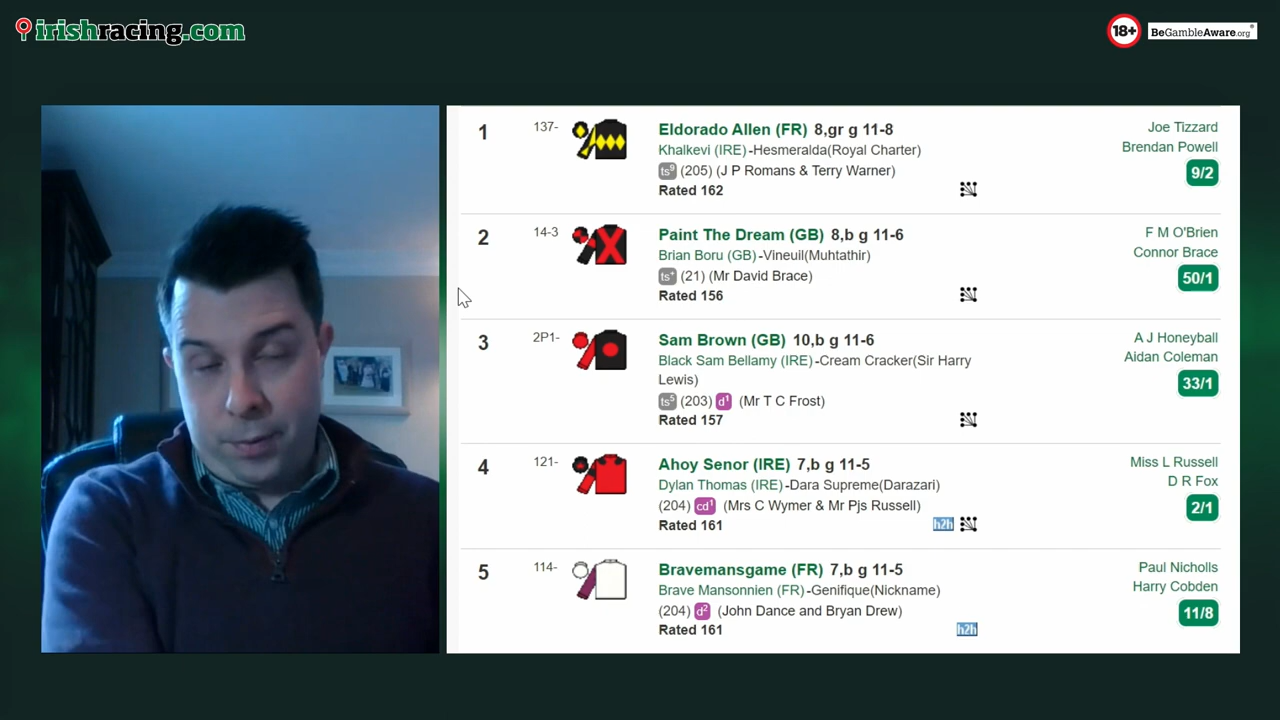 irishracing.com
18+
BeGambleAware.org®
1
137-
Eldorado Allen (FR) 8,gr g 11-8
Khalkevi (IRE)-Hesmeralda(Royal Charter)
ts⁹ (205) (J P Romans & Terry Warner)
Rated 162
Joe Tizzard
Brendan Powell
9/2
2
14-3
Paint The Dream (GB) 8,b g 11-6
Brian Boru (GB)-Vineuil(Muhtathir)
(21) (Mr David Brace)
Rated 156
F M O'Brien
Connor Brace
50/1
3
2P1-
Sam Brown (GB) 10,b g 11-6
Black Sam Bellamy (IRE)-Cream Cracker(Sir Harry
Lewis)
ts⁵ (203) d¹ (Mr T C Frost)
Rated 157
A J Honeyball
Aidan Coleman
33/1
4
121-
Ahoy Senor (IRE) 7,b g 11-5
Dylan Thomas (IRE)-Dara Supreme(Darazari)
(204) cd¹ (Mrs C Wymer & Mr Pjs Russell)
Rated 161
h2h
Miss L Russell
D R Fox
2/1
5
114-
Bravemansgame (FR) 7,b g 11-5
Brave Mansonnien (FR)-Genifique(Nickname)
(204) d² (John Dance and Bryan Drew)
Rated 161
h2h
Paul Nicholls
Harry Cobden
11/8